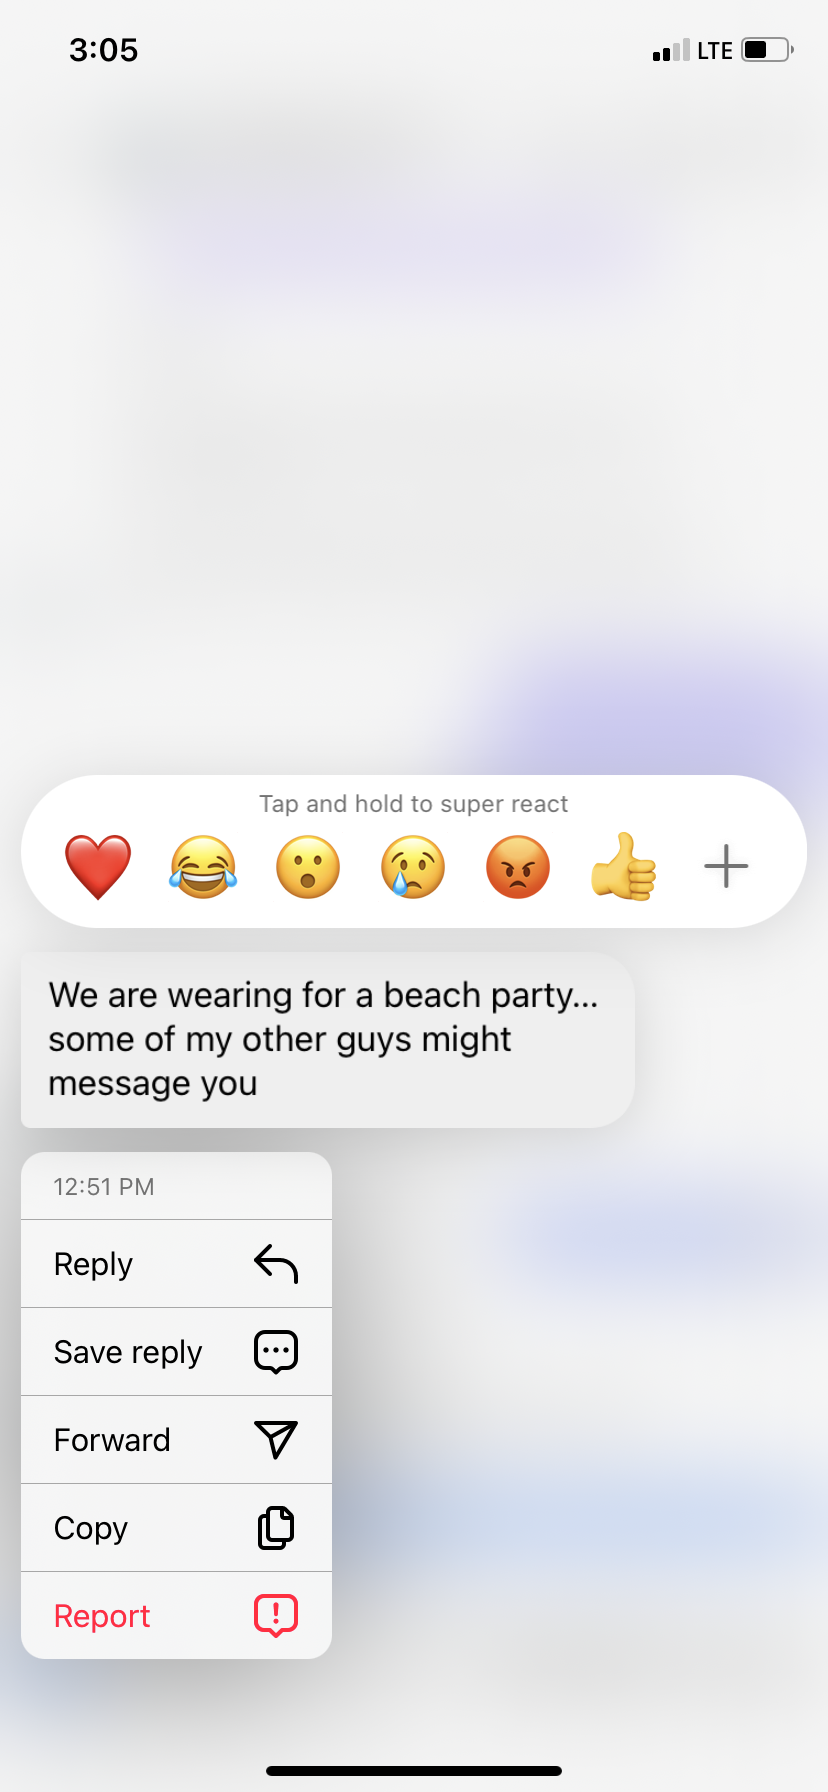 3:05
LTE
Tap and hold to super react
We are wearing for a beach party...
some of my other guys might
message you
12:51 PM
Reply
Save reply
Forward
Copy
Report